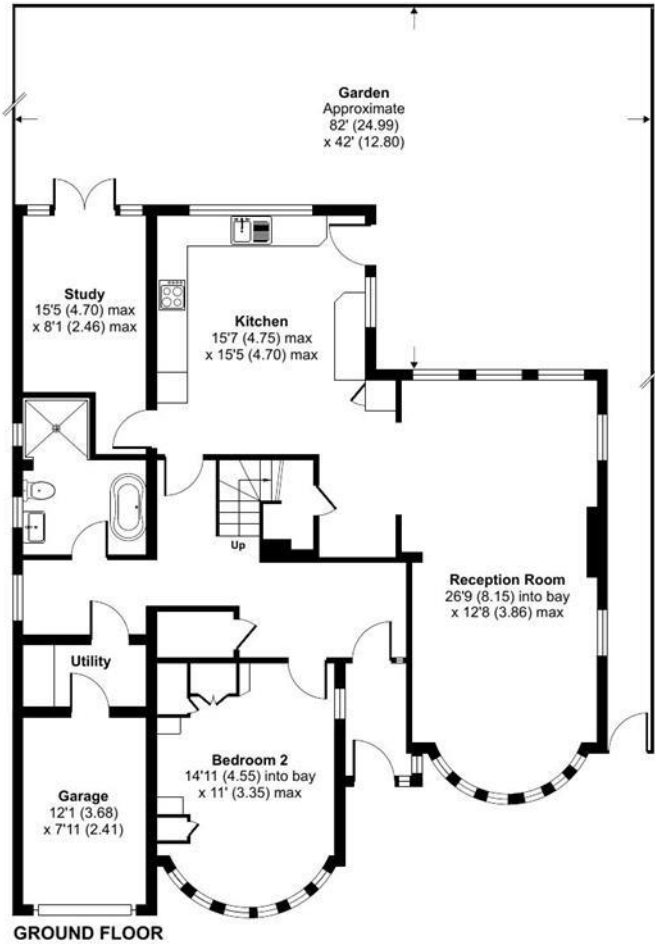 Garden
Approximate
82' (24.99)
x 42' (12.80)
Study
15'5 (4.70) max
x 8'1 (2.46) max
Kitchen
15'7 (4.75) max
x 15'5 (4.70) max
Up
Reception Room
26'9 (8.15) into bay
x 12'8 (3.86) max
Utility
Bedroom 2
14'11 (4.55) into bay
x 11' (3.35) max
Garage
12'1 (3.68)
x 7'11 (2.41)
GROUND FLOOR